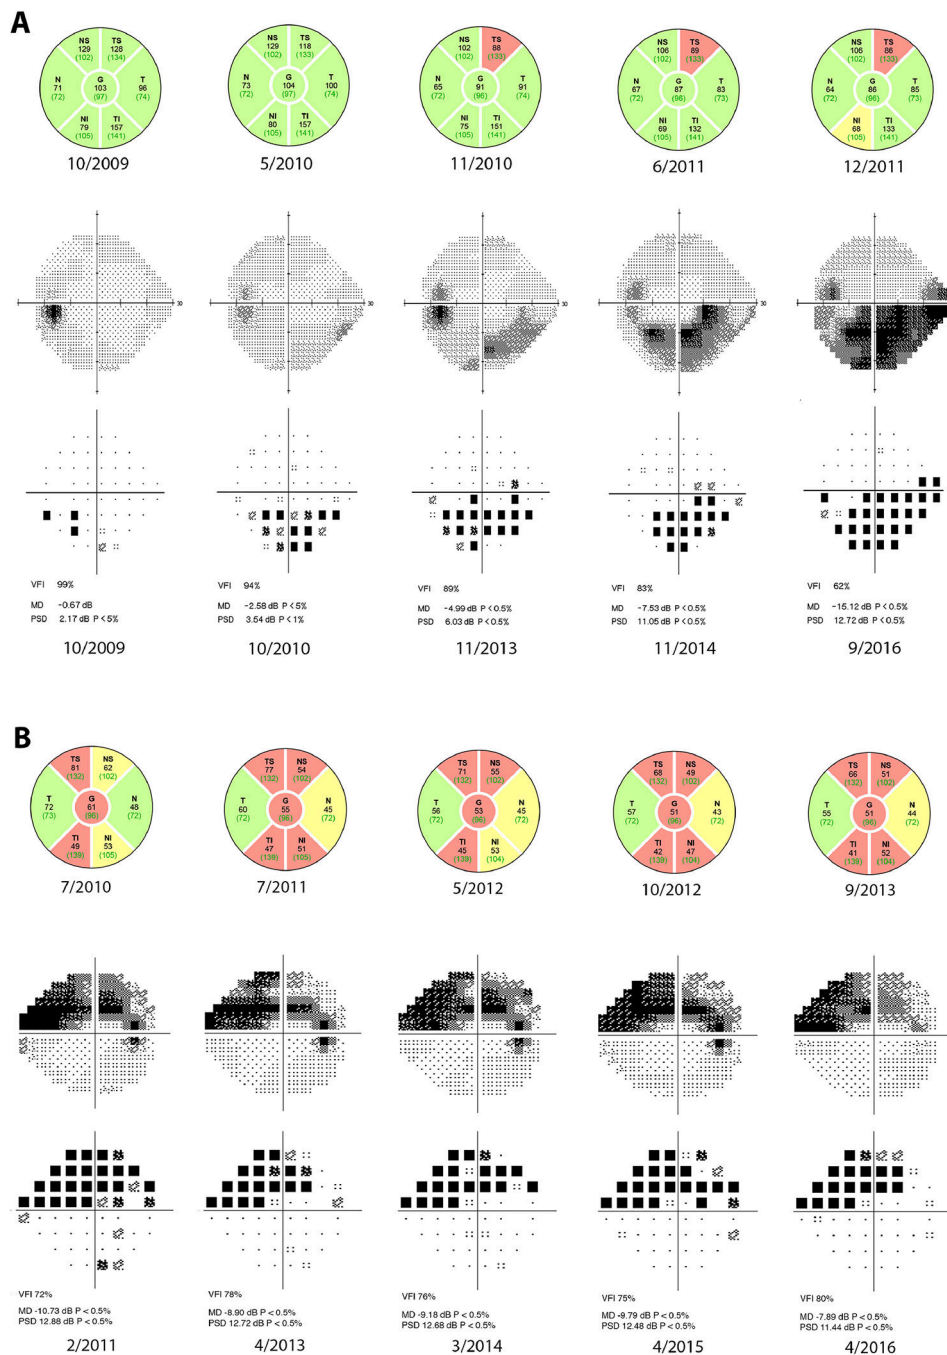 A
NS 129 (102) TS 128 (134) N 71 (72) G 103 (97) T 96 (74) NI 79 (105) TI 157 (141)
NS 129 (102) TS 118 (133) N 73 (72) G 104 (97) T 100 (74) NI 80 (105) TI 157 (141)
NS 102 (102) TS 88 (133) N 65 (72) G 91 (96) T 91 (74) NI 75 (105) TI 151 (141)
NS 106 (102) TS 89 (133) N 67 (72) G 87 (96) T 83 (73) NI 69 (105) TI 132 (141)
NS 106 (102) TS 86 (133) N 64 (72) G 86 (96) T 85 (73) NI 68 (105) TI 133 (141)
10/2009 5/2010 11/2010 6/2011 12/2011
30 30 30 30 30
VFI 99% VFI 94% VFI 89% VFI 83% VFI 62%
MD -0.67 dB MD -2.58 dB P < 5% MD -4.99 dB P < 0.5% MD -7.53 dB P < 0.5% MD -15.12 dB P < 0.5%
PSD 2.17 dB P < 5% PSD 3.54 dB P < 1% PSD 6.03 dB P < 0.5% PSD 11.05 dB P < 0.5% PSD 12.72 dB P < 0.5%
10/2009 10/2010 11/2013 11/2014 9/2016
B
TS 81 (132) NS 62 (102) T 72 (73) G 61 (96) N 48 (72) TI 49 (139) NI 53 (105)
TS 77 (132) NS 54 (102) T 60 (72) G 55 (96) N 45 (72) TI 47 (139) NI 51 (105)
TS 71 (132) NS 55 (102) T 56 (72) G 53 (96) N 45 (72) TI 45 (139) NI 53 (104)
TS 68 (132) NS 49 (102) T 57 (72) G 51 (96) N 43 (72) TI 42 (139) NI 47 (104)
TS 66 (132) NS 51 (102) T 55 (72) G 51 (96) N 44 (72) TI 41 (139) NI 52 (104)
7/2010 7/2011 5/2012 10/2012 9/2013
VFI 72% VFI 78% VFI 76% VFI 75% VFI 80%
MD -10.73 dB P < 0.5% MD -8.90 dB P < 0.5% MD -9.18 dB P < 0.5% MD -9.79 dB P < 0.5% MD -7.89 dB P < 0.5%
PSD 12.88 dB P < 0.5% PSD 12.72 dB P < 0.5% PSD 12.68 dB P < 0.5% PSD 12.48 dB P < 0.5% PSD 11.44 dB P < 0.5%
2/2011 4/2013 3/2014 4/2015 4/2016